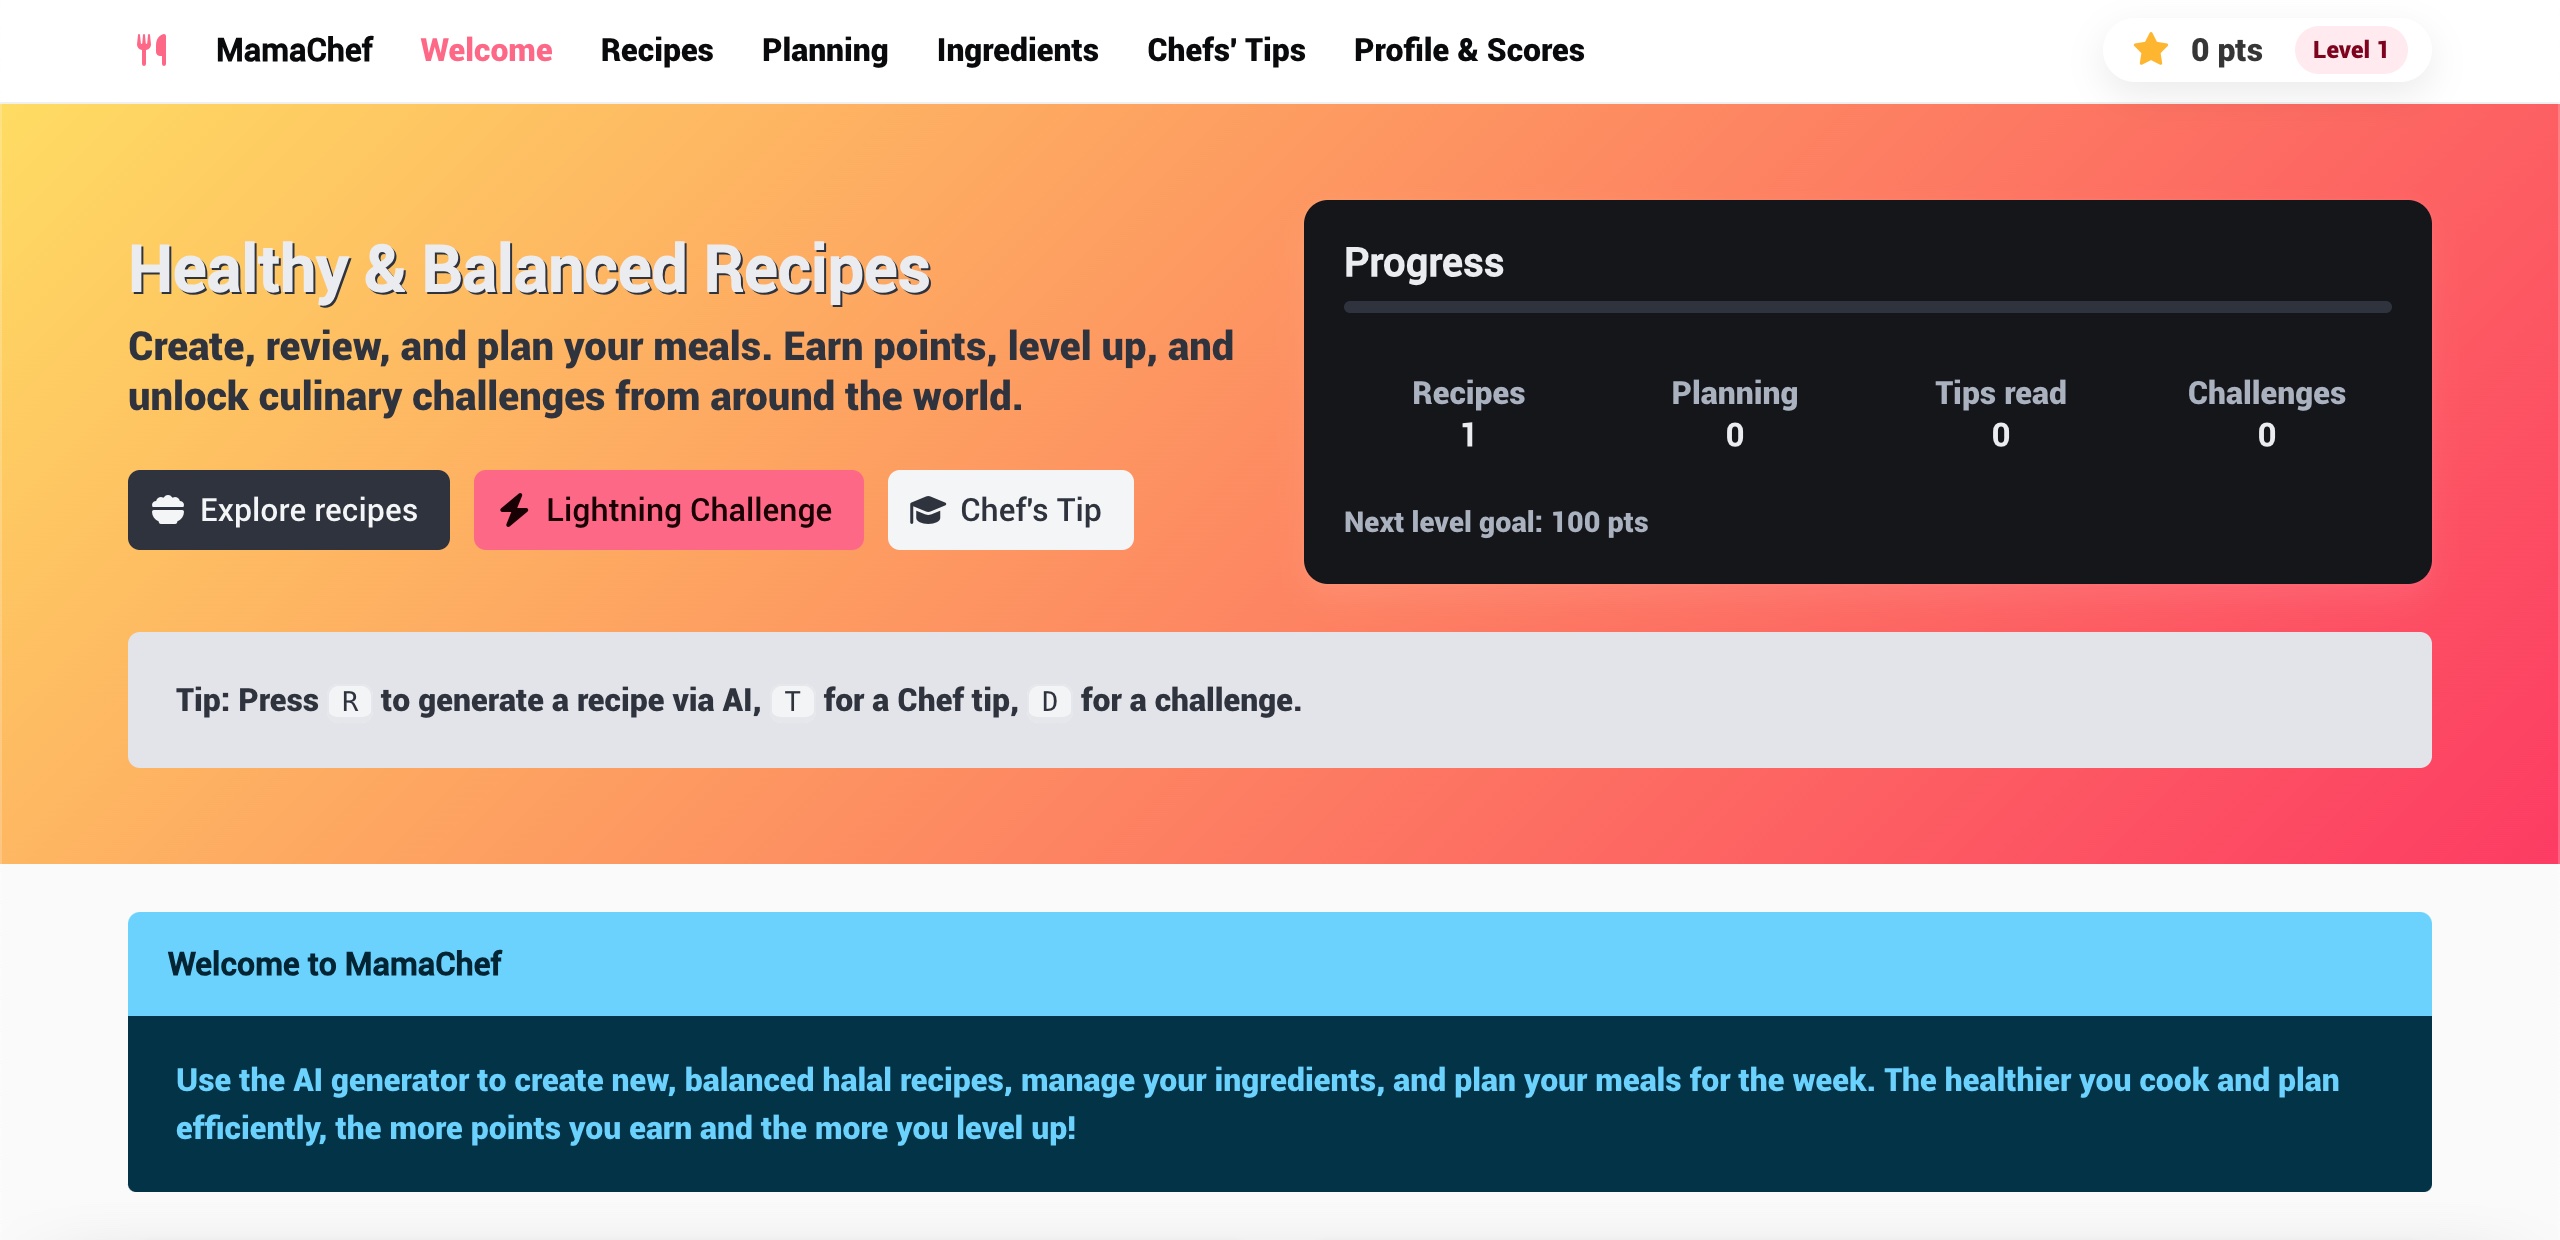 MamaChef Welcome Recipes Planning Ingredients Chefs' Tips Profile & Scores 0 pts Level 1
Healthy & Balanced Recipes
Create, review, and plan your meals. Earn points, level up, and
unlock culinary challenges from around the world.
Explore recipes Lightning Challenge Chef's Tip
Progress
Recipes Planning Tips read Challenges
1 0 0 0
Next level goal: 100 pts
Tip: Press R to generate a recipe via AI, T for a Chef tip, D for a challenge.
Welcome to MamaChef
Use the AI generator to create new, balanced halal recipes, manage your ingredients, and plan your meals for the week. The healthier you cook and plan
efficiently, the more points you earn and the more you level up!